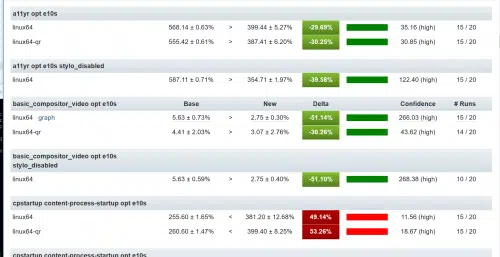 a11yr opt e10s
linux64 568.14 ± 0.63% > 399.44 ± 5.27% -29.69% 35.16 (high) 15 / 20
linux64-qr 555.42 ± 0.61% > 387.41 ± 6.20% -30.25% 30.85 (high) 15 / 20
a11yr opt e10s stylo_disabled
linux64 587.11 ± 0.71% > 354.71 ± 1.97% -39.58% 122.40 (high) 15 / 20
basic_compositor_video opt e10s Base New Delta Confidence # Runs
linux64 graph 5.63 ± 0.73% > 2.75 ± 0.30% -51.14% 266.03 (high) 15 / 20
linux64-qr 4.41 ± 2.03% > 3.07 ± 2.76% -30.26% 43.62 (high) 14 / 20
basic_compositor_video opt e10s
stylo_disabled
linux64 5.63 ± 0.59% > 2.75 ± 0.40% -51.10% 268.38 (high) 10 / 20
cpstartup content-process-startup opt e10s
linux64 255.60 ± 1.65% < 381.20 ± 12.68% 49.14% 11.56 (high) 15 / 20
linux64-qr 260.60 ± 1.47% < 399.40 ± 8.25% 53.26% 18.67 (high) 15 / 20
cpstartup content-process-startup opt e10s